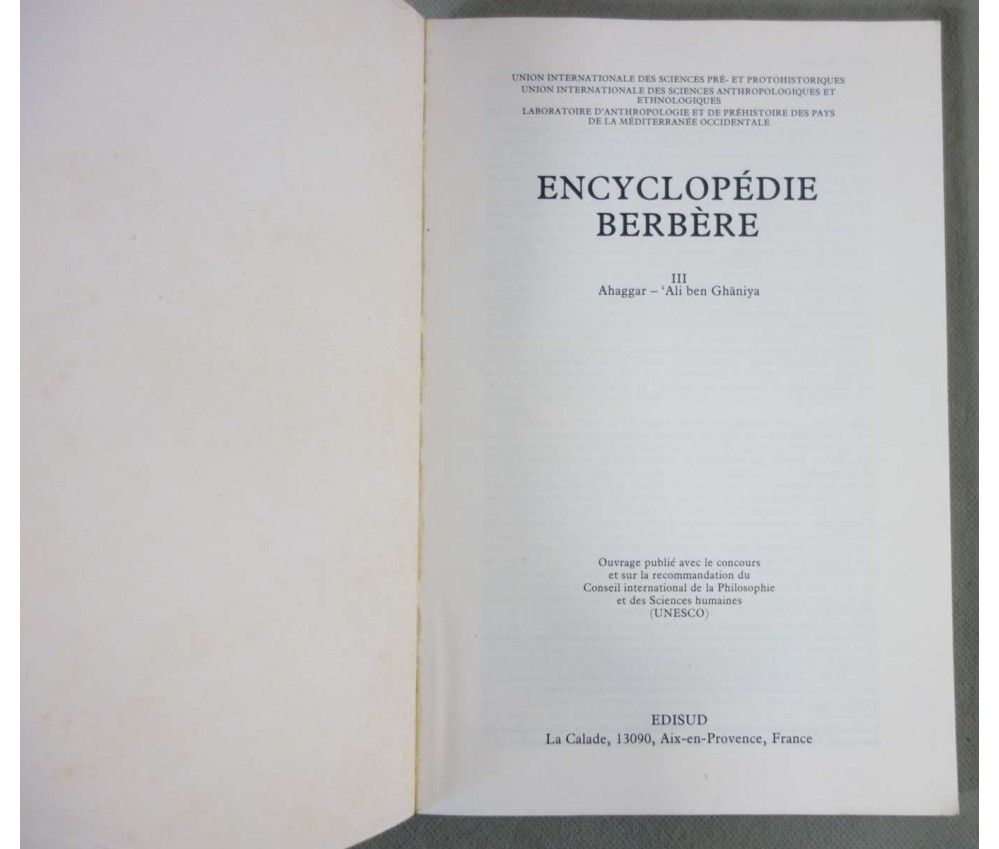 UNION INTERNATIONALE DES SCIENCES PRÉ- ET PROTOHISTORIQUES
UNION INTERNATIONALE DES SCIENCES ANTHROPOLOGIQUES ET
ETHNOLOGIQUES
LABORATOIRE D'ANTHROPOLOGIE ET DE PRÉHISTOIRE DES PAYS
DE LA MÉDITERRANÉE OCCIDENTALE
ENCYCLOPÉDIE
BERBÈRE
III
Ahaggar – ‘Ali ben Ghāniya
Ouvrage publié avec le concours
et sur la recommandation du
Conseil international de la Philosophie
et des Sciences humaines
(UNESCO)
EDISUD
La Calade, 13090, Aix-en-Provence, France